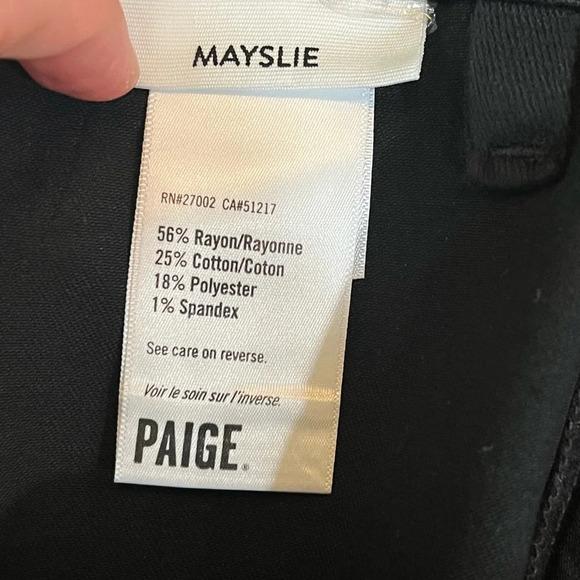 MAYSLIE
RN#27002 CA#51217
56% Rayon/Rayonne
25% Cotton/Coton
18% Polyester
1% Spandex
See care on reverse.
Voir le soin sur l'inverse.
PAIGE®